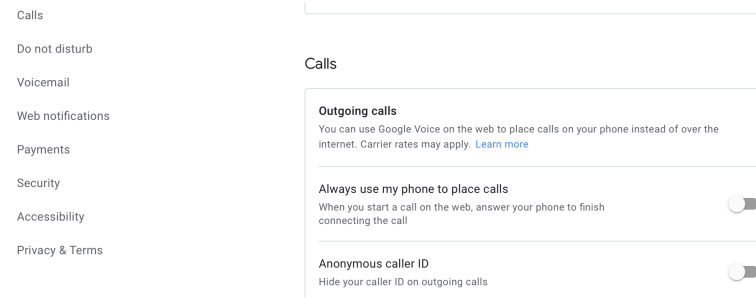 Calls
Do not disturb
Voicemail
Web notifications
Payments
Security
Accessibility
Privacy & Terms
Calls
Outgoing calls
You can use Google Voice on the web to place calls on your phone instead of over the
internet. Carrier rates may apply. Learn more
Always use my phone to place calls
When you start a call on the web, answer your phone to finish
connecting the call
Anonymous caller ID
Hide your caller ID on outgoing calls